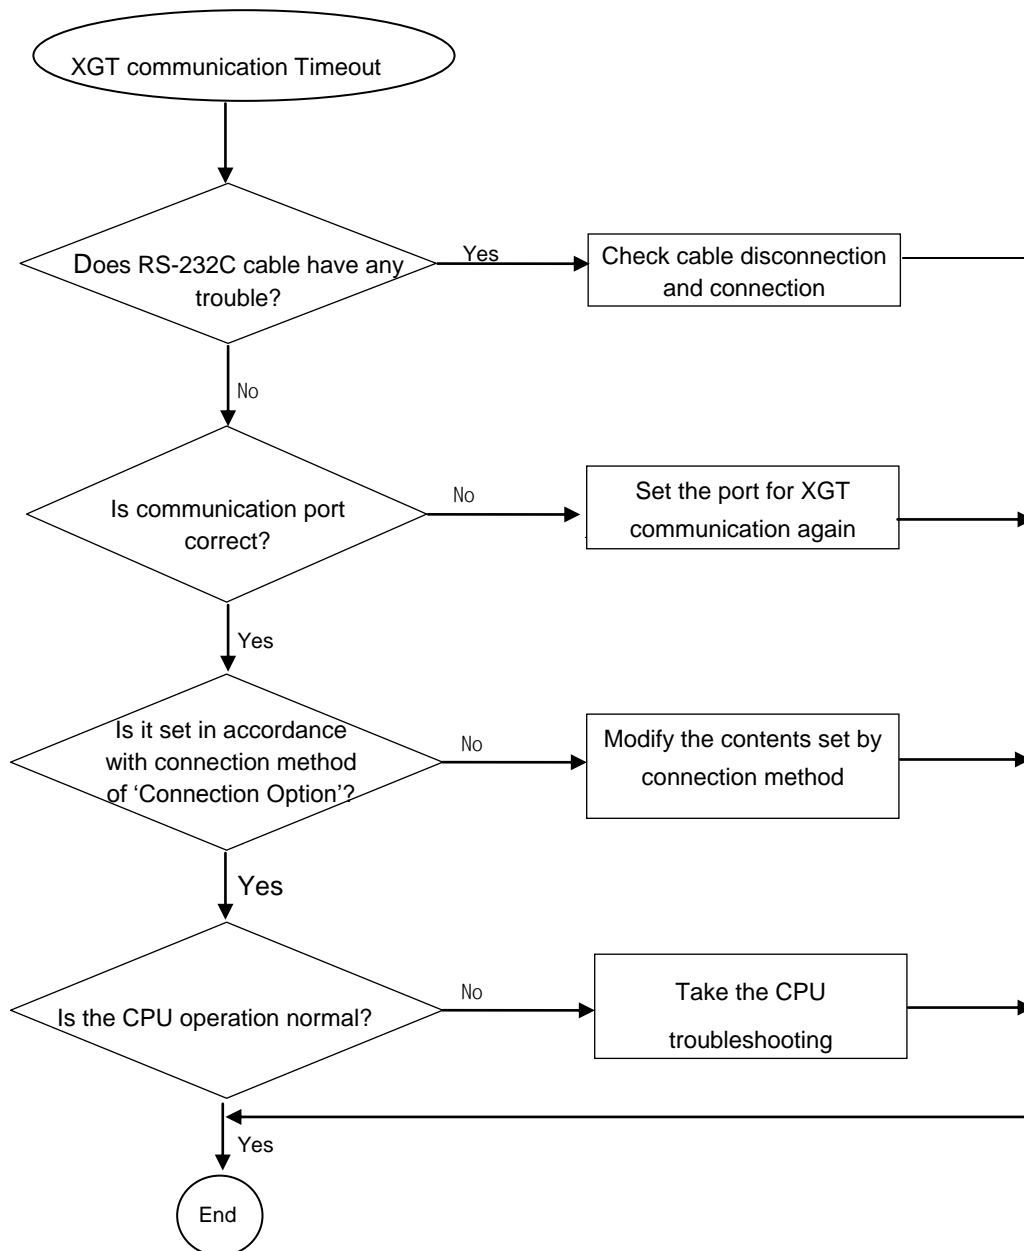 XGT communication Timeout
Does RS-232C cable have any
trouble?
Yes
Check cable disconnection
and connection
No
Is communication port
correct?
No
Set the port for XGT
communication again
Yes
Is it set in accordance
with connection method
of ‘Connection Option’?
No
Modify the contents set by
connection method
Yes
Is the CPU operation normal?
No
Take the CPU
troubleshooting
Yes
End